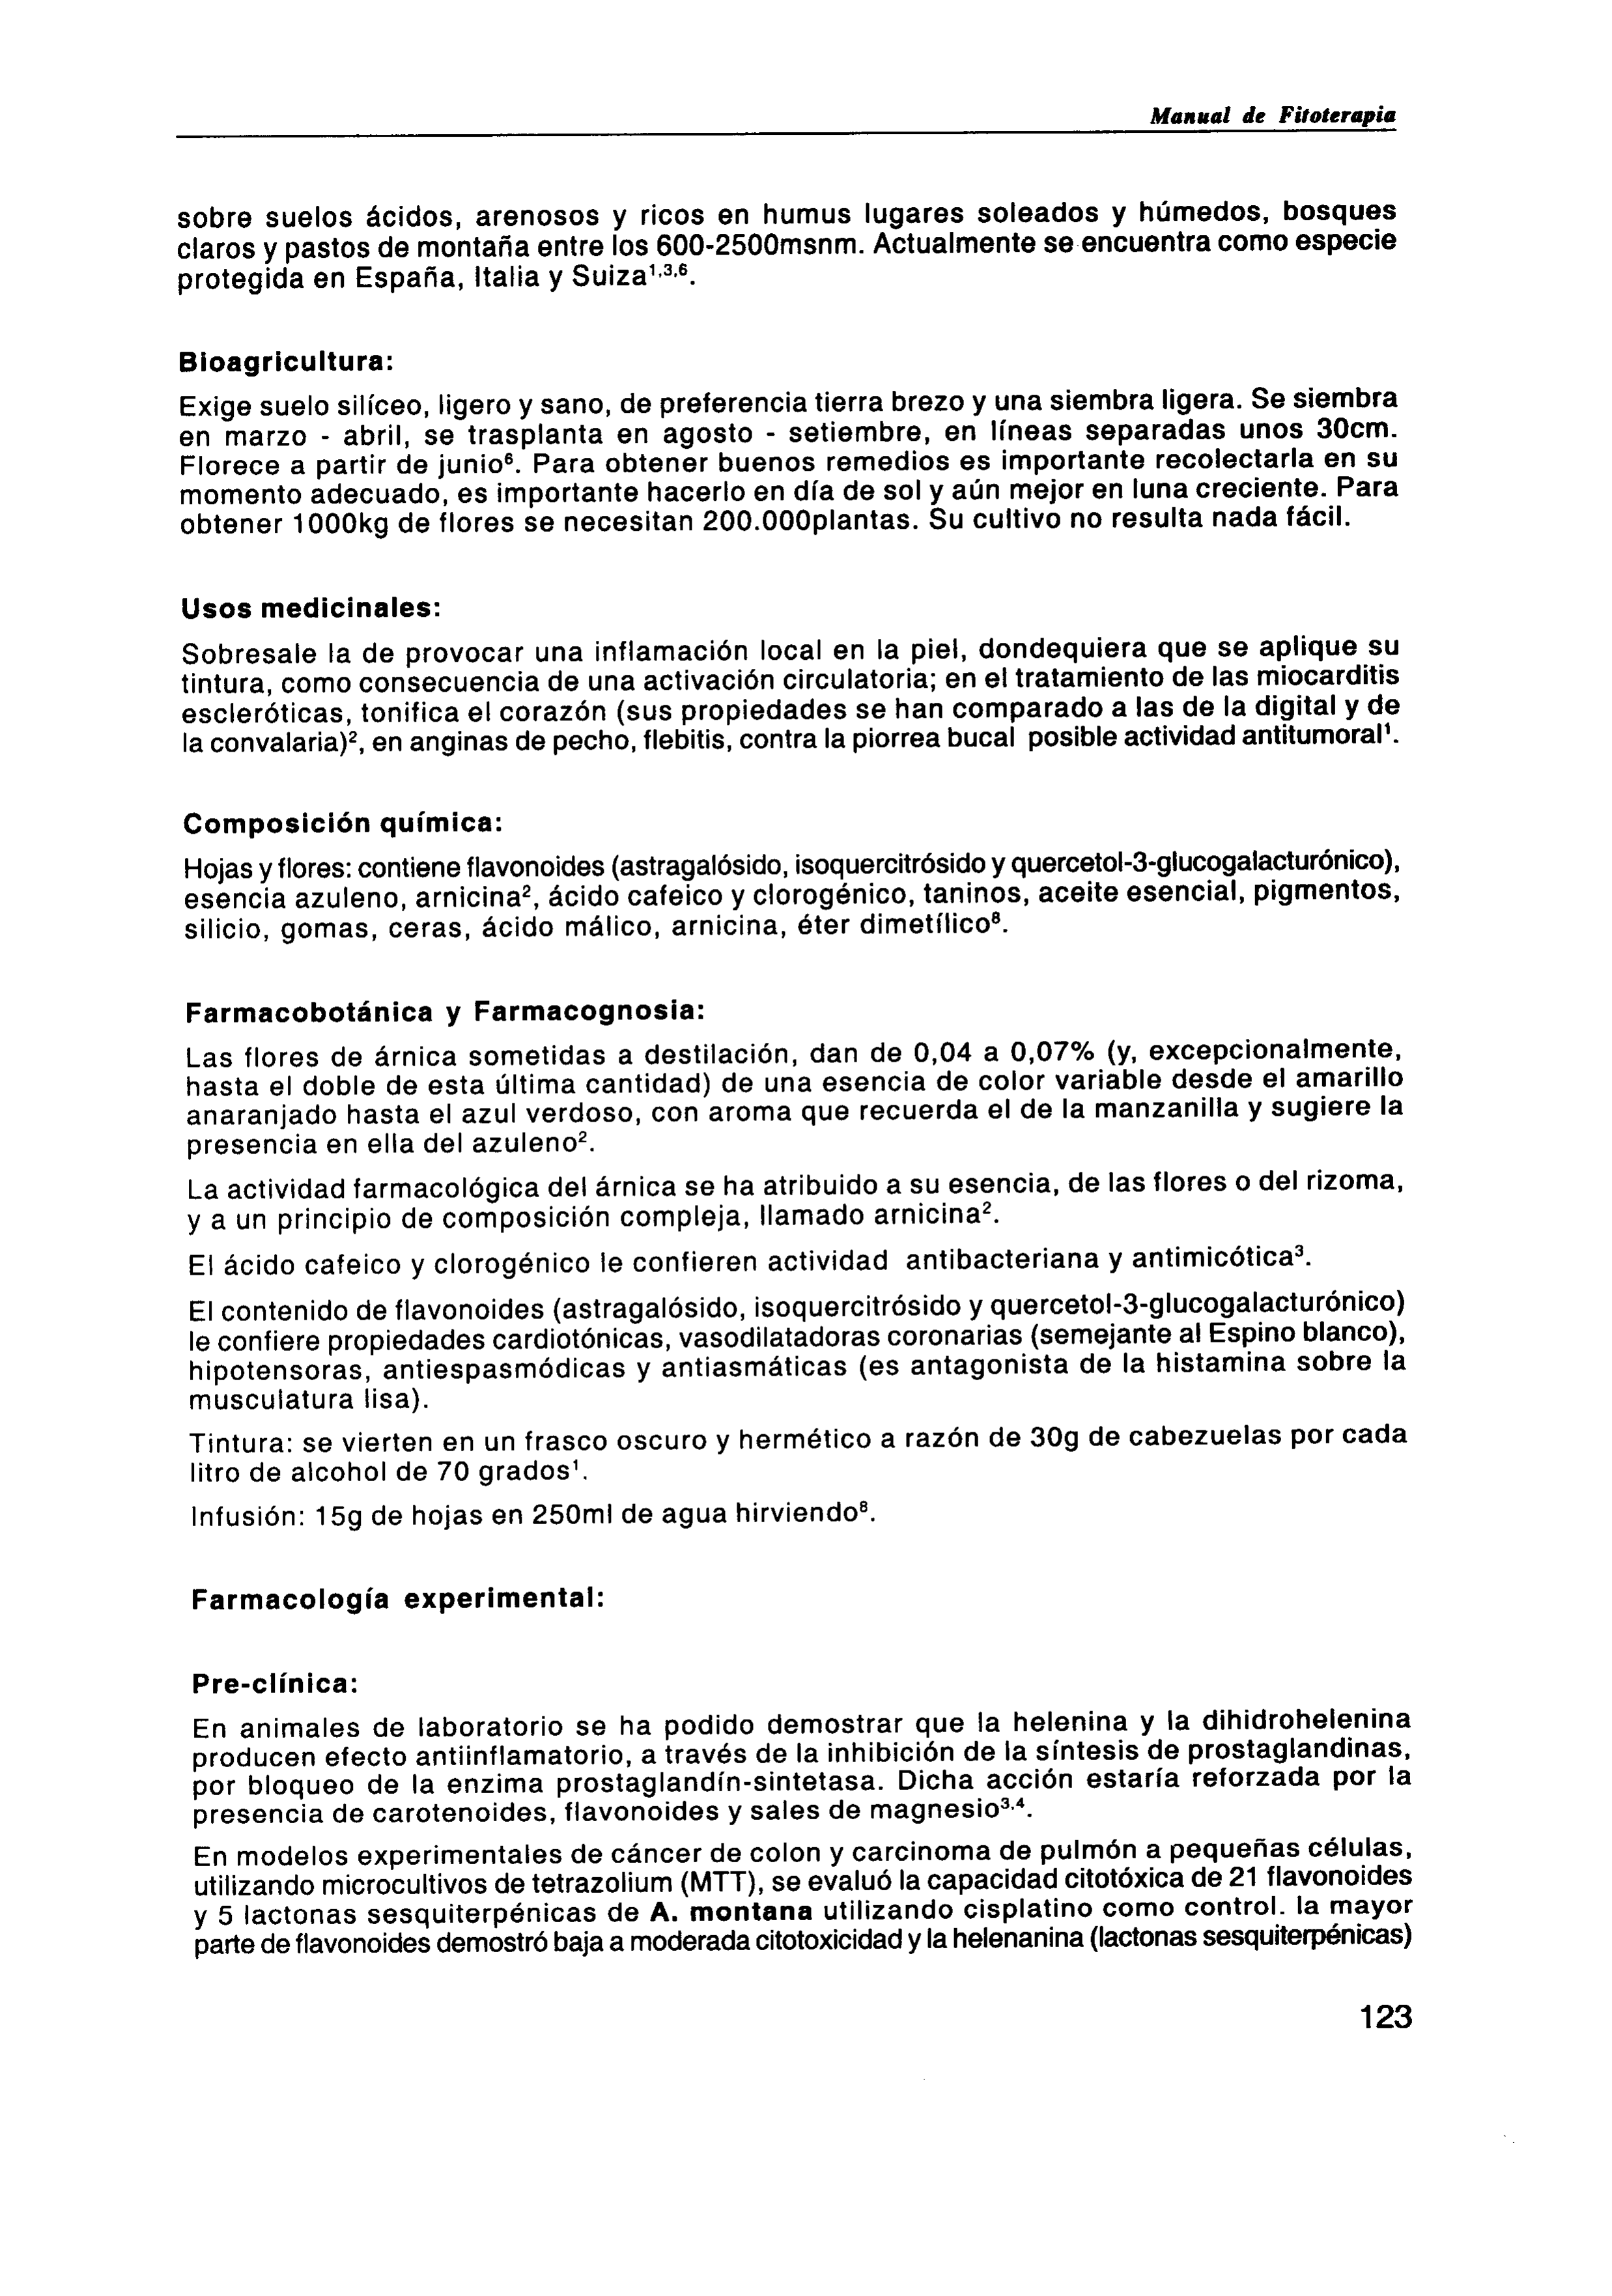 Manual de Fitoterapia
sobre suelos ácidos, arenosos y ricos en humus lugares soleados y húmedos, bosques
claros y pastos de montaña entre los 600-2500msnm. Actualmente se encuentra como especie
protegida en España, Italia y Suiza¹,³,⁶.
Bioagricultura:
Exige suelo silíceo, ligero y sano, de preferencia tierra brezo y una siembra ligera. Se siembra
en marzo - abril, se trasplanta en agosto - setiembre, en líneas separadas unos 30cm.
Florece a partir de junio⁶. Para obtener buenos remedios es importante recolectarla en su
momento adecuado, es importante hacerlo en día de sol y aún mejor en luna creciente. Para
obtener 1000kg de flores se necesitan 200.000plantas. Su cultivo no resulta nada fácil.
Usos medicinales:
Sobresale la de provocar una inflamación local en la piel, dondequiera que se aplique su
tintura, como consecuencia de una activación circulatoria; en el tratamiento de las miocarditis
escleróticas, tonifica el corazón (sus propiedades se han comparado a las de la digital y de
la convalaria)², en anginas de pecho, flebitis, contra la piorrea bucal posible actividad antitumoral¹.
Composición química:
Hojas y flores: contiene flavonoides (astragalósido, isoquercitrósido y quercetol-3-glucogalacturónico),
esencia azuleno, arnicina², ácido cafeico y clorogénico, taninos, aceite esencial, pigmentos,
silicio, gomas, ceras, ácido málico, arnicina, éter dimetílico⁸.
Farmacobotánica y Farmacognosia:
Las flores de árnica sometidas a destilación, dan de 0,04 a 0,07% (y, excepcionalmente,
hasta el doble de esta última cantidad) de una esencia de color variable desde el amarillo
anaranjado hasta el azul verdoso, con aroma que recuerda el de la manzanilla y sugiere la
presencia en ella del azuleno².
La actividad farmacológica del árnica se ha atribuido a su esencia, de las flores o del rizoma,
y a un principio de composición compleja, llamado arnicina².
El ácido cafeico y clorogénico le confieren actividad antibacteriana y antimicótica³.
El contenido de flavonoides (astragalósido, isoquercitrósido y quercetol-3-glucogalacturónico)
le confiere propiedades cardiotónicas, vasodilatadoras coronarias (semejante al Espino blanco),
hipotensoras, antiespasmódicas y antiasmáticas (es antagonista de la histamina sobre la
musculatura lisa).
Tintura: se vierten en un frasco oscuro y hermético a razón de 30g de cabezuelas por cada
litro de alcohol de 70 grados¹.
Infusión: 15g de hojas en 250ml de agua hirviendo⁸.
Farmacología experimental:
Pre-clínica:
En animales de laboratorio se ha podido demostrar que la helenina y la dihidrohelenina
producen efecto antiinflamatorio, a través de la inhibición de la síntesis de prostaglandinas,
por bloqueo de la enzima prostaglandín-sintetasa. Dicha acción estaría reforzada por la
presencia de carotenoides, flavonoides y sales de magnesio³,⁴.
En modelos experimentales de cáncer de colon y carcinoma de pulmón a pequeñas células,
utilizando microcultivos de tetrazolium (MTT), se evaluó la capacidad citotóxica de 21 flavonoides
y 5 lactonas sesquiterpénicas de A. montana utilizando cisplatino como control. la mayor
parte de flavonoides demostró baja a moderada citotoxicidad y la helenanina (lactonas sesquiterpénicas)
123